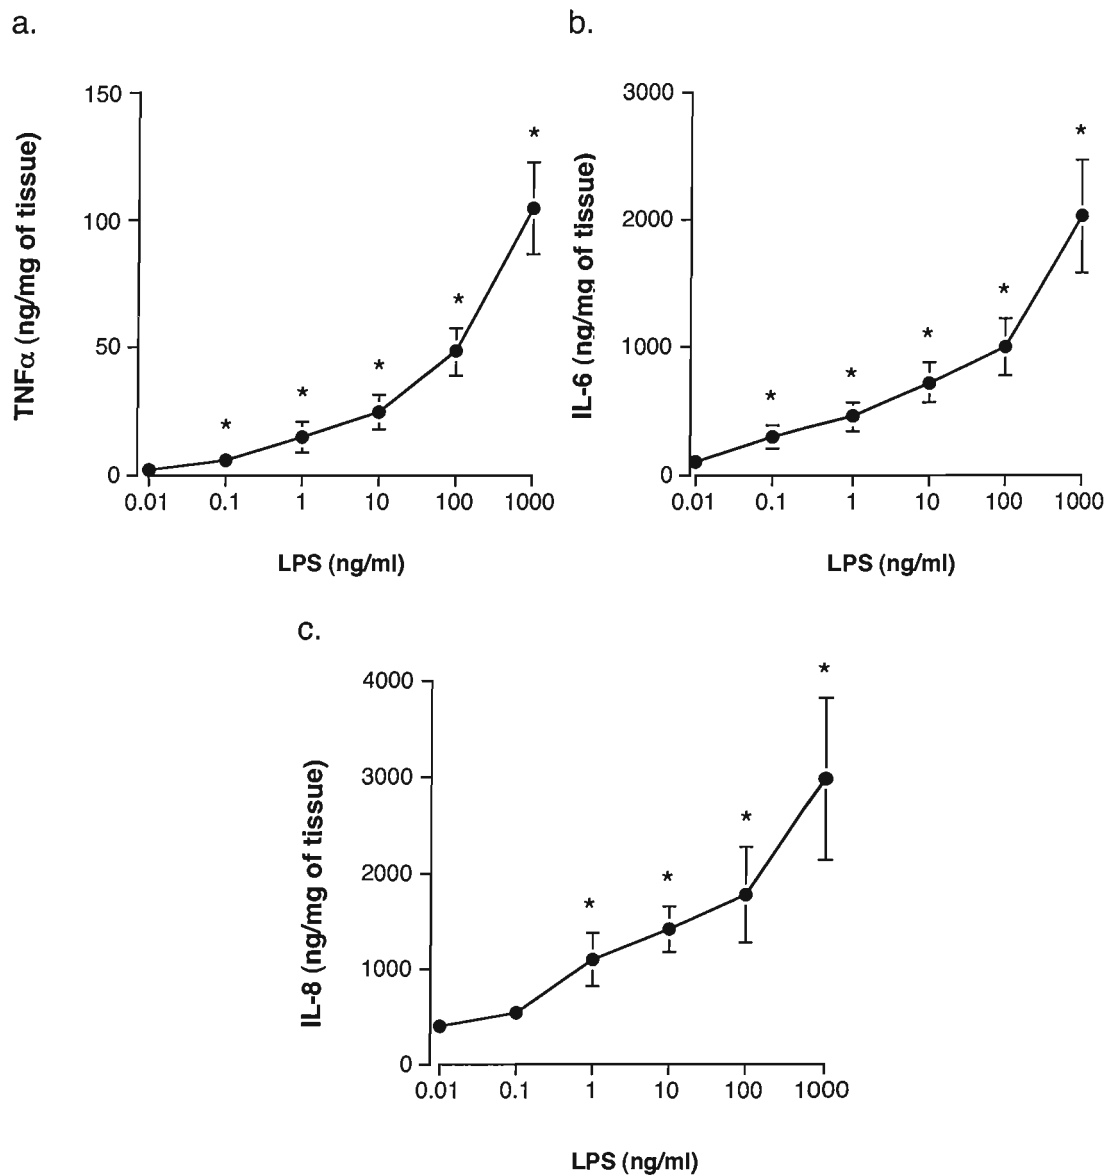 a.
150
100
50
0
TNFα (ng/mg of tissue)
*
*
*
*
*
0.01 0.1 1 10 100 1000
LPS (ng/ml)
b.
3000
2000
1000
0
IL-6 (ng/mg of tissue)
*
*
*
*
*
0.01 0.1 1 10 100 1000
LPS (ng/ml)
c.
4000
3000
2000
1000
0
IL-8 (ng/mg of tissue)
*
*
*
*
0.01 0.1 1 10 100 1000
LPS (ng/ml)